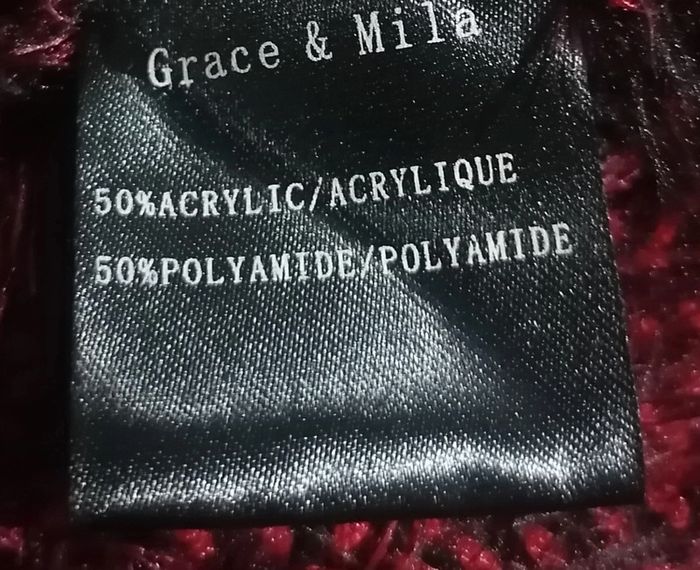 Grace & Mila
50%ACRYLIC/ACRYLIQUE
50%POLYAMIDE/POLYAMIDE